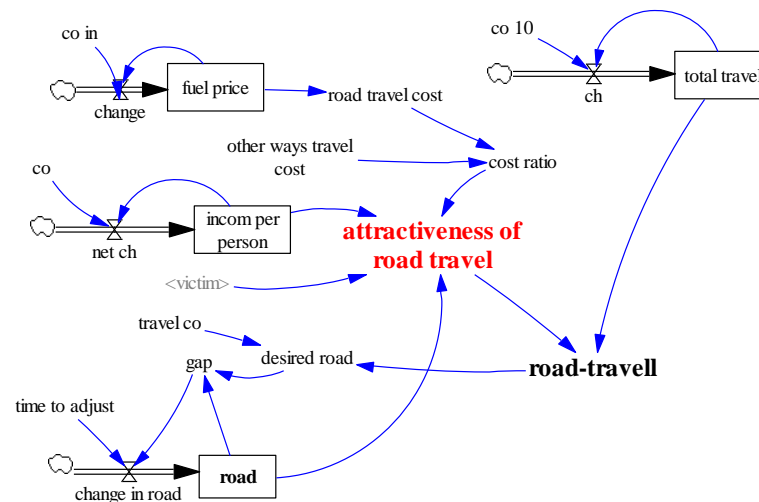 co in
fuel price
change
road travel cost
other ways travel
cost
cost ratio
co 10
total travel
ch
co
incom per
person
net ch
attractiveness of
road travel
<victim>
travel co
desired road
gap
road-travell
time to adjust
road
change in road